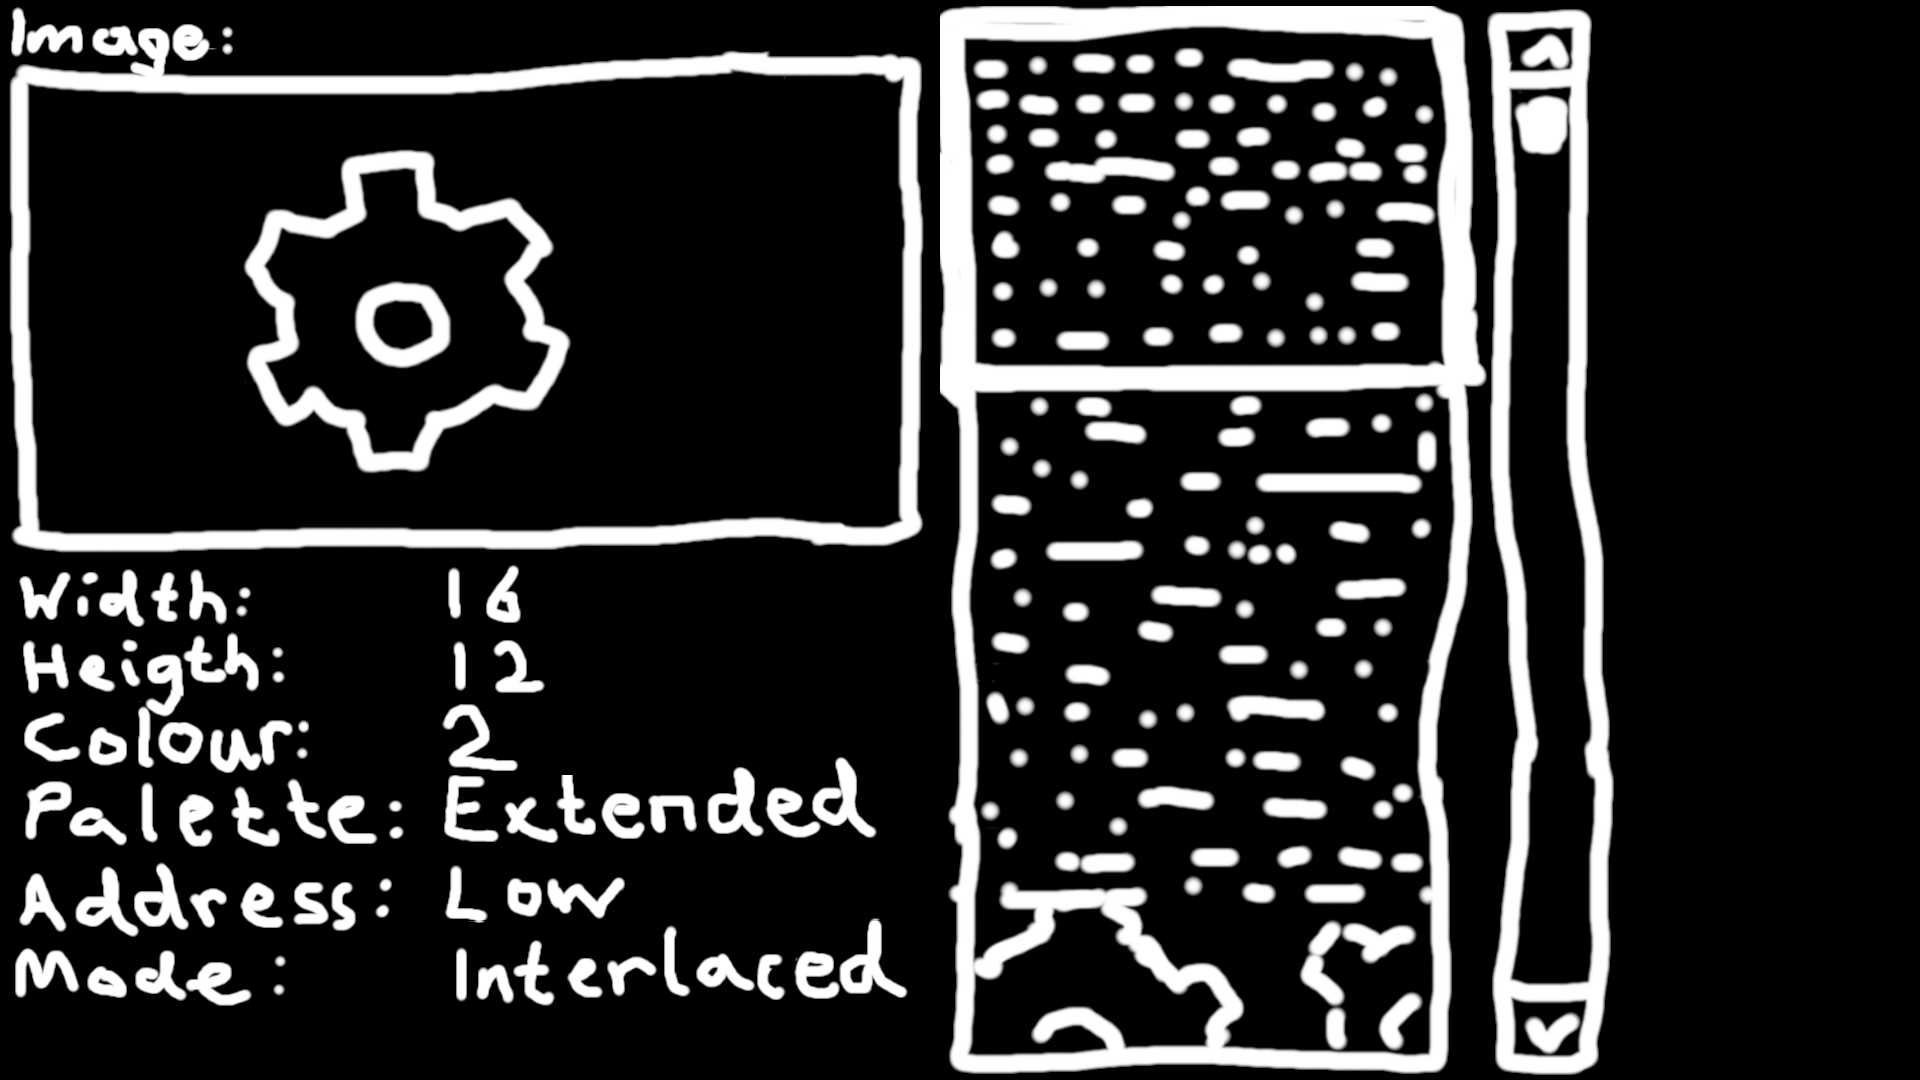 Image:
Width: 16
Heigth: 12
Colour: 2
Palette: Extended
Address: Low
Mode: Interlaced